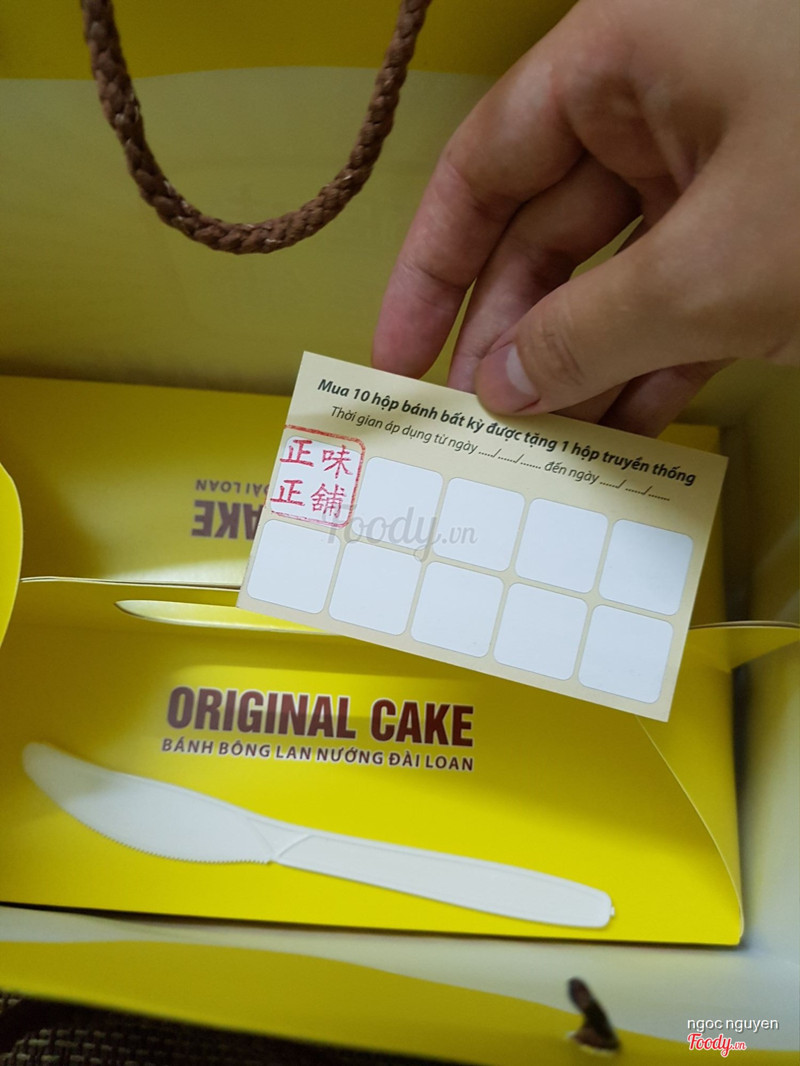 Mua 10 hộp bánh bất kỳ được tặng 1 hộp truyền thống
Thời gian áp dụng từ ngày ...../...../....... đến ngày ...../ ...../.......
正味
正舖
Foody.vn
CAKE
ĐÀI LOAN
ORIGINAL CAKE
BÁNH BÔNG LAN NƯỚNG ĐÀI LOAN
ngọc nguyen
Foody.vn